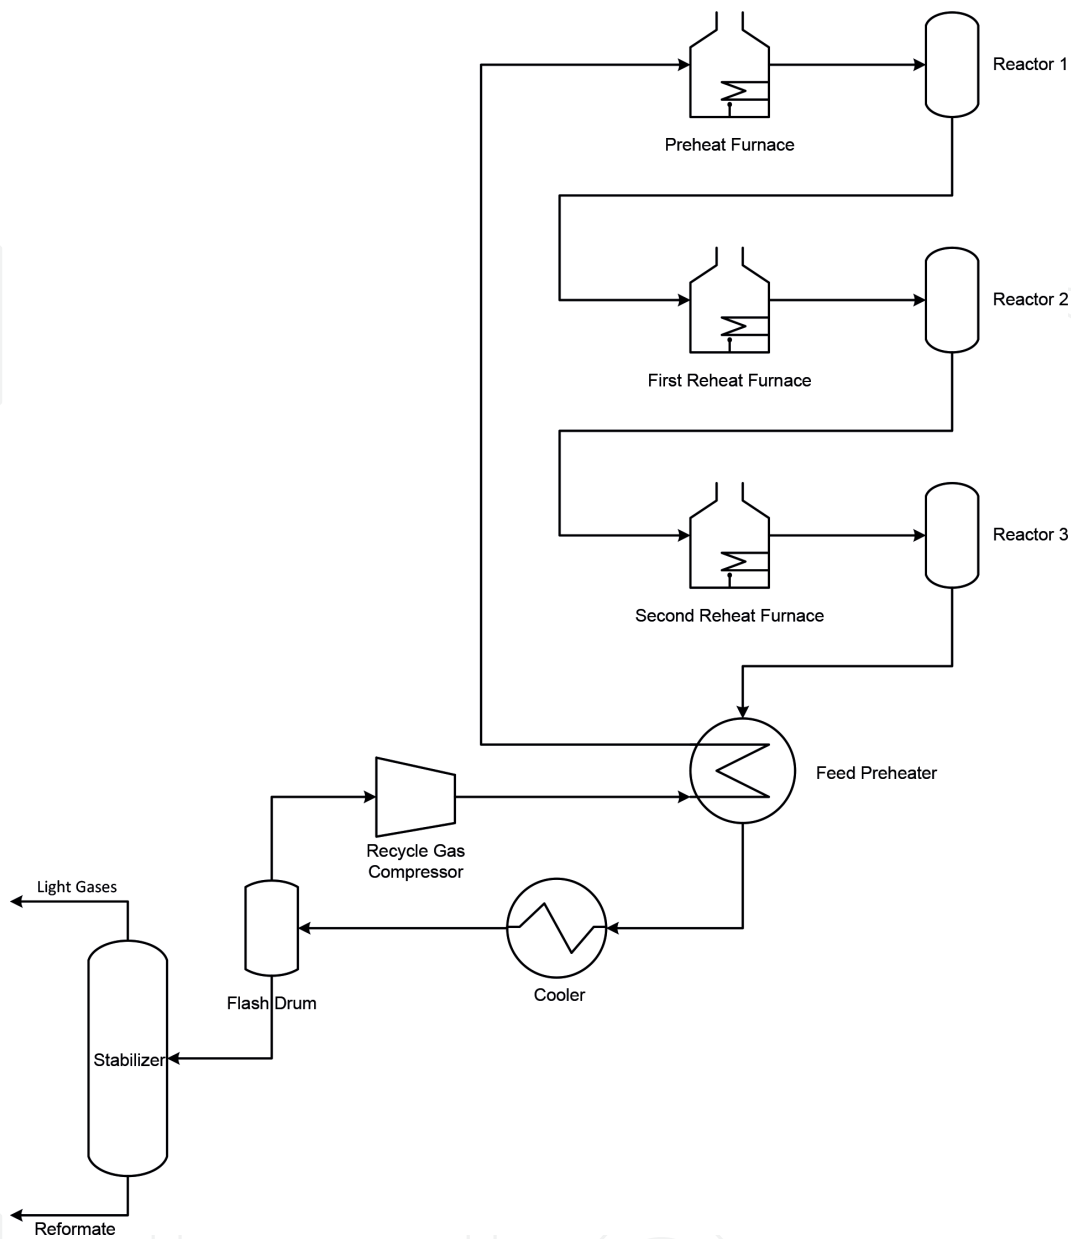 Reactor 1
Preheat Furnace
Reactor 2
First Reheat Furnace
Reactor 3
Second Reheat Furnace
Feed Preheater
Recycle Gas
Compressor
Light Gases
Cooler
Flash Drum
Stabilizer
Reformate